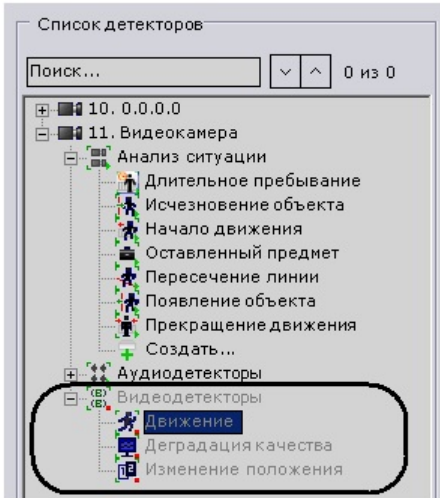 Список детекторов
Поиск... 0 из 0
10. 0.0.0.0
11. Видеокамера
Анализ ситуации
Длительное пребывание
Исчезновение объекта
Начало движения
Оставленный предмет
Пересечение линии
Появление объекта
Прекращение движения
Создать...
Аудиодетекторы
Видеодетекторы
Движение
Деградация качества
Изменение положения